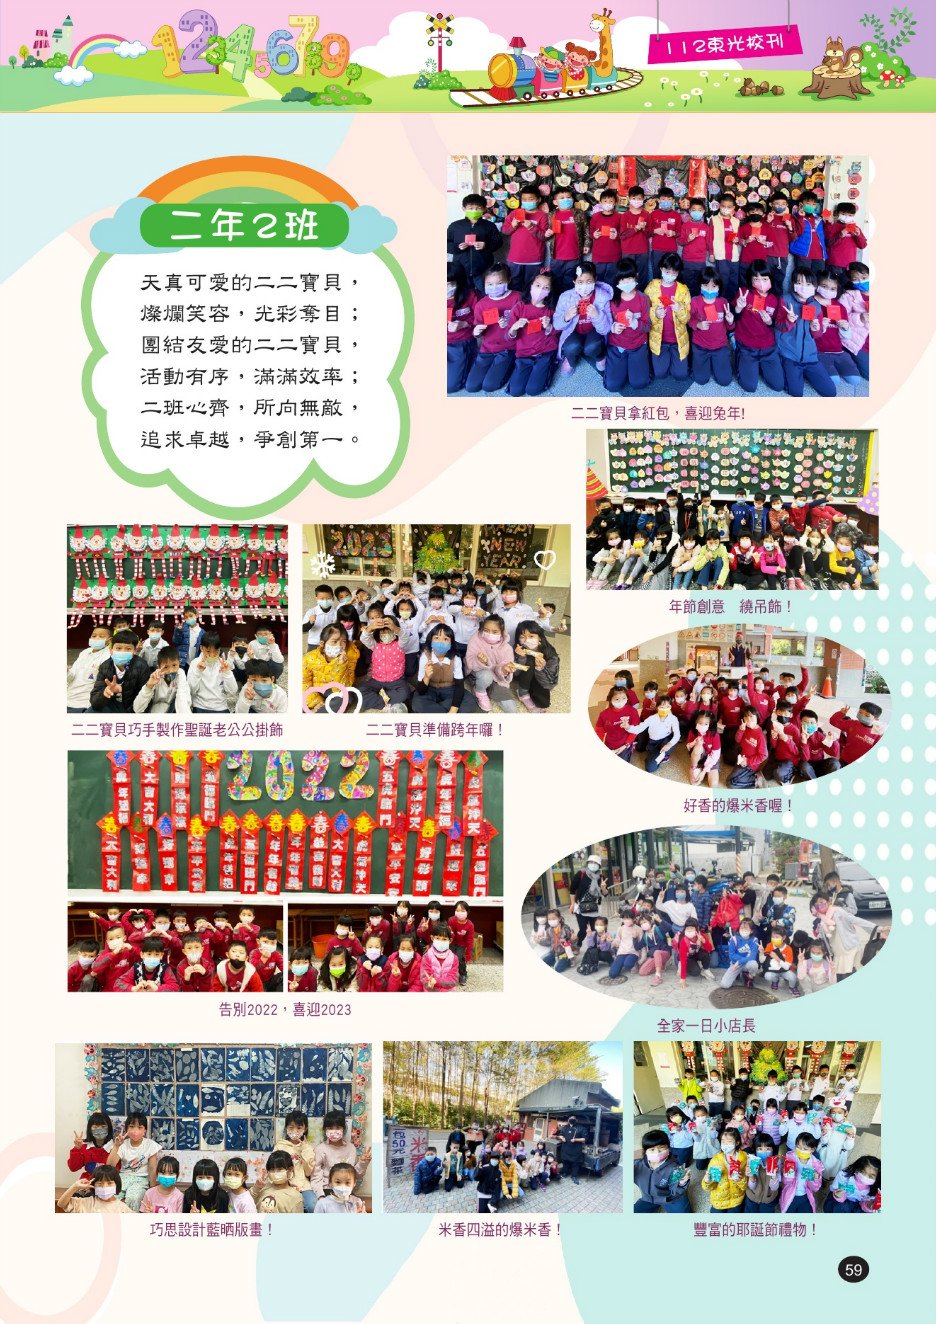 112東光校刊
二年2班
天真可愛的二二寶貝，
燦爛笑容，光彩奪目；
團結友愛的二二寶貝，
活動有序，滿滿效率；
二班心齊，所向無敵，
追求卓越，爭創第一。
二二寶貝拿紅包，喜迎兔年!
年節創意　繞吊飾！
二二寶貝巧手製作聖誕老公公掛飾
二二寶貝準備跨年囉！
好香的爆米香喔！
2022
告別2022，喜迎2023
全家一日小店長
巧思設計藍晒版畫！
米香四溢的爆米香！
豐富的耶誕節禮物！
59